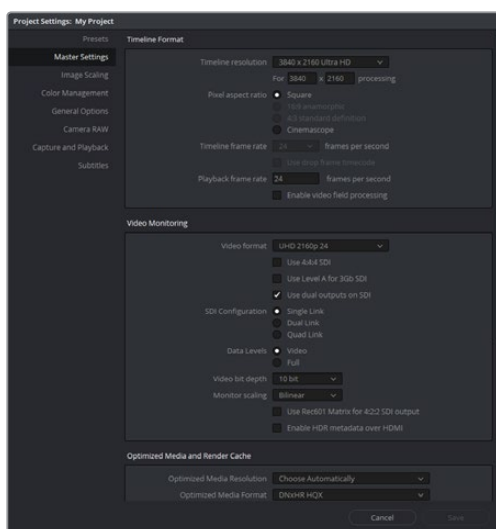 Project Settings: My Project
Presets
Master Settings
Image Scaling
Color Management
General Options
Camera RAW
Capture and Playback
Subtitles
Timeline Format
Timeline resolution 3840 x 2160 Ultra HD
For 3840 x 2160 processing
Pixel aspect ratio Square
16:9 anamorphic
4:3 standard definition
Cinemascope
Timeline frame rate 24 frames per second
Use drop frame timecode
Playback frame rate 24 frames per second
Enable video field processing
Video Monitoring
Video format UHD 2160p 24
Use 4:4:4 SDI
Use Level A for 3Gb SDI
Use dual outputs on SDI
SDI Configuration Single Link
Dual Link
Quad Link
Data Levels Video
Full
Video bit depth 10 bit
Monitor scaling Bilinear
Use Rec601 Matrix for 4:2:2 SDI output
Enable HDR metadata over HDMI
Optimized Media and Render Cache
Optimized Media Resolution Choose Automatically
Optimized Media Format DNxHR HQX
Cancel Save